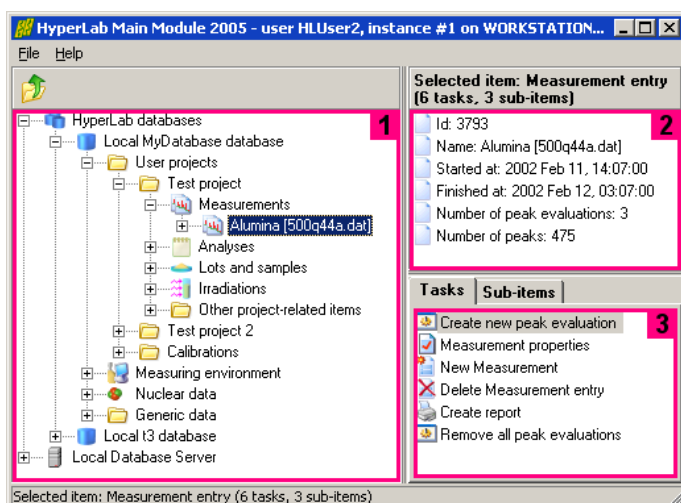 HyperLab Main Module 2005 - user HLUser2, instance #1 on WORKSTATION...
File Help
1
HyperLab databases
Local MyDatabase database
User projects
Test project
Measurements
Alumina [500q44a.dat]
Analyses
Lots and samples
Irradiations
Other project-related items
Test project 2
Calibrations
Measuring environment
Nuclear data
Generic data
Local t3 database
Local Database Server
Selected item: Measurement entry
(6 tasks, 3 sub-items)
2
Id: 3793
Name: Alumina [500q44a.dat]
Started at: 2002 Feb 11, 14:07:00
Finished at: 2002 Feb 12, 03:07:00
Number of peak evaluations: 3
Number of peaks: 475
Tasks Sub-items
3
Create new peak evaluation
Measurement properties
New Measurement
Delete Measurement entry
Create report
Remove all peak evaluations
Selected item: Measurement entry (6 tasks, 3 sub-items)